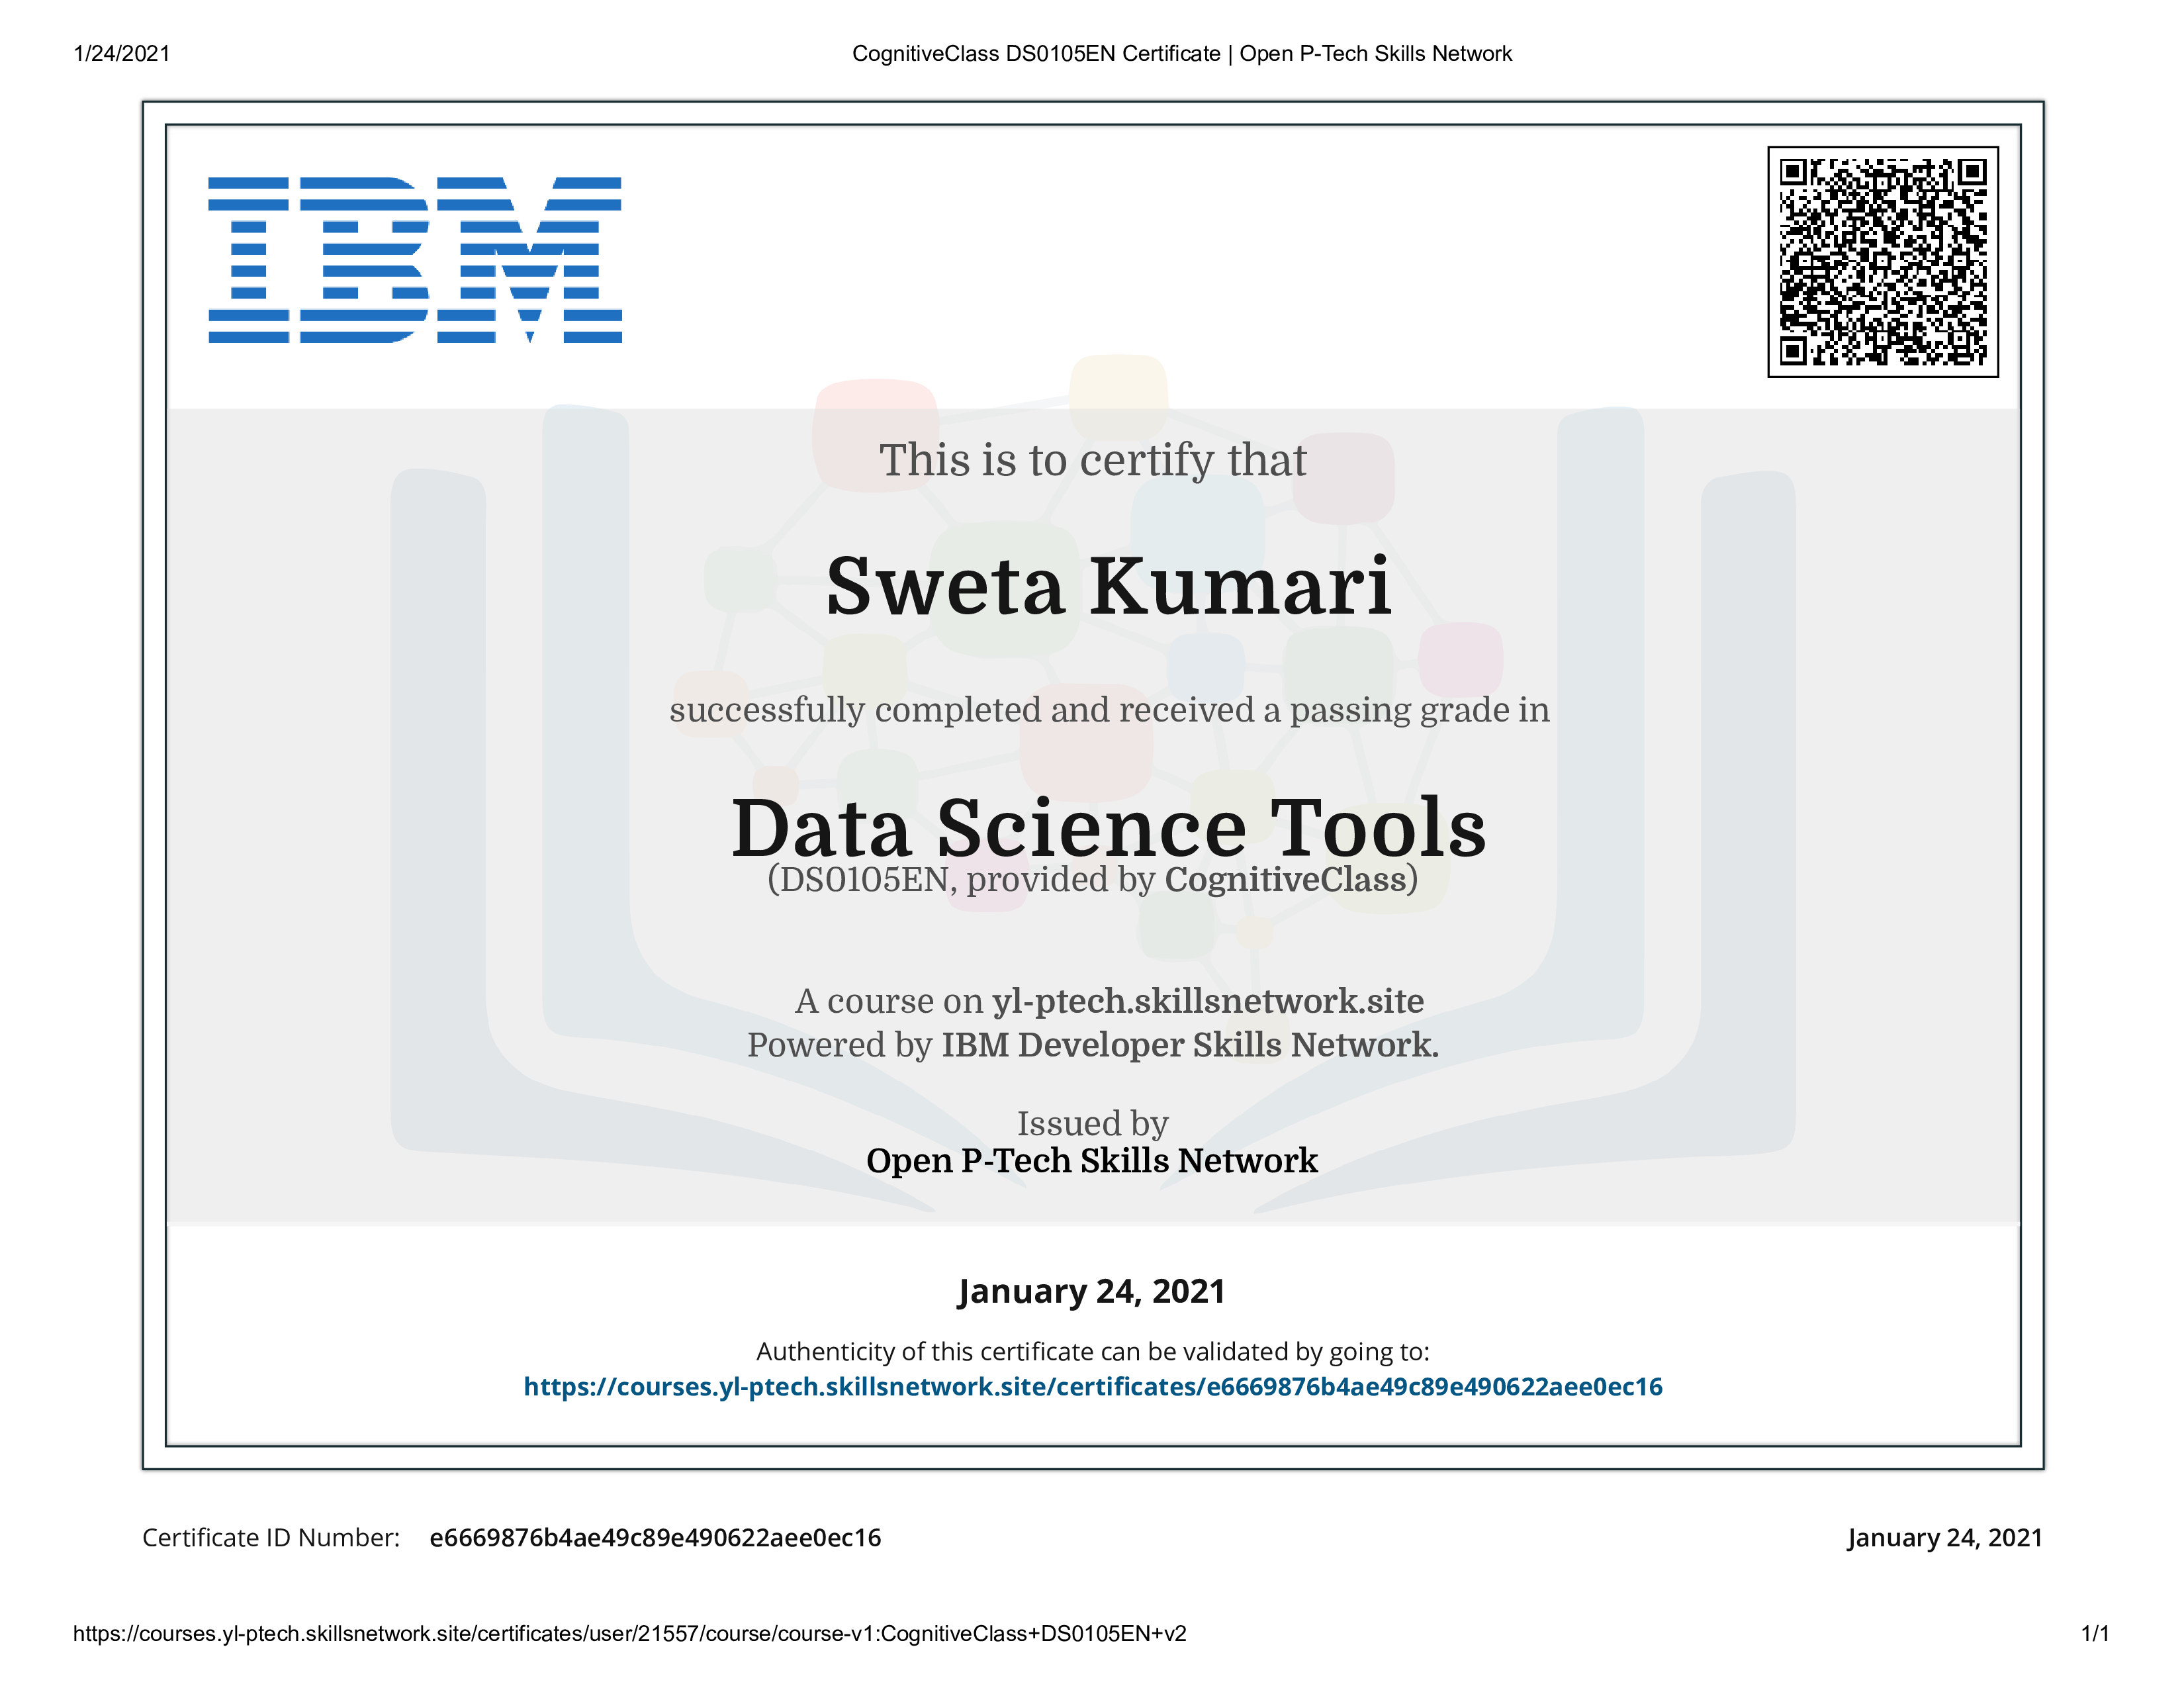 1/24/2021
CognitiveClass DS0105EN Certificate | Open P-Tech Skills Network
IBM
This is to certify that
Sweta Kumari
successfully completed and received a passing grade in
Data Science Tools
(DS0105EN, provided by CognitiveClass)
A course on yl-ptech.skillsnetwork.site
Powered by IBM Developer Skills Network.
Issued by
Open P-Tech Skills Network
January 24, 2021
Authenticity of this certificate can be validated by going to:
https://courses.yl-ptech.skillsnetwork.site/certificates/e6669876b4ae49c89e490622aee0ec16
Certificate ID Number: e6669876b4ae49c89e490622aee0ec16
January 24, 2021
https://courses.yl-ptech.skillsnetwork.site/certificates/user/21557/course/course-v1:CognitiveClass+DS0105EN+v2
1/1